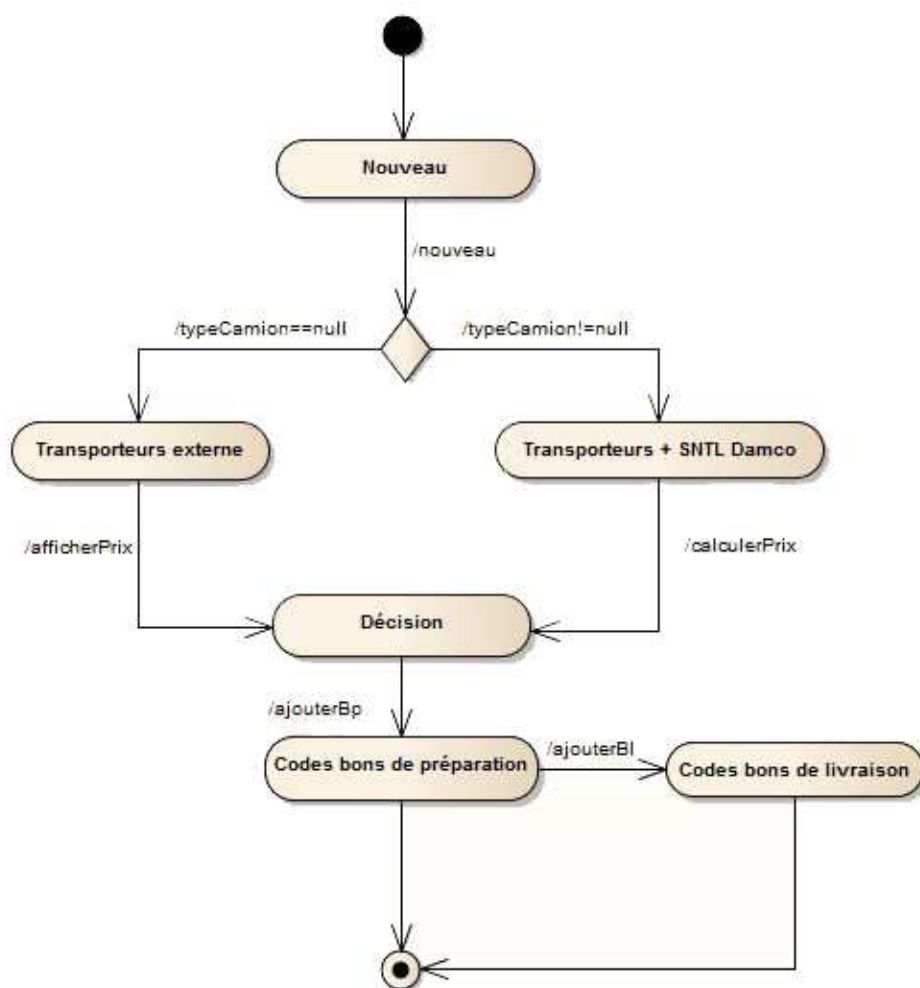 Nouveau
/nouveau
/typeCamion==null
/typeCamion!=null
Transporteurs externe
Transporteurs + SNTL Damco
/afficherPrix
/calculerPrix
Décision
/ajouterBp
Codes bons de préparation
/ajouterBl
Codes bons de livraison